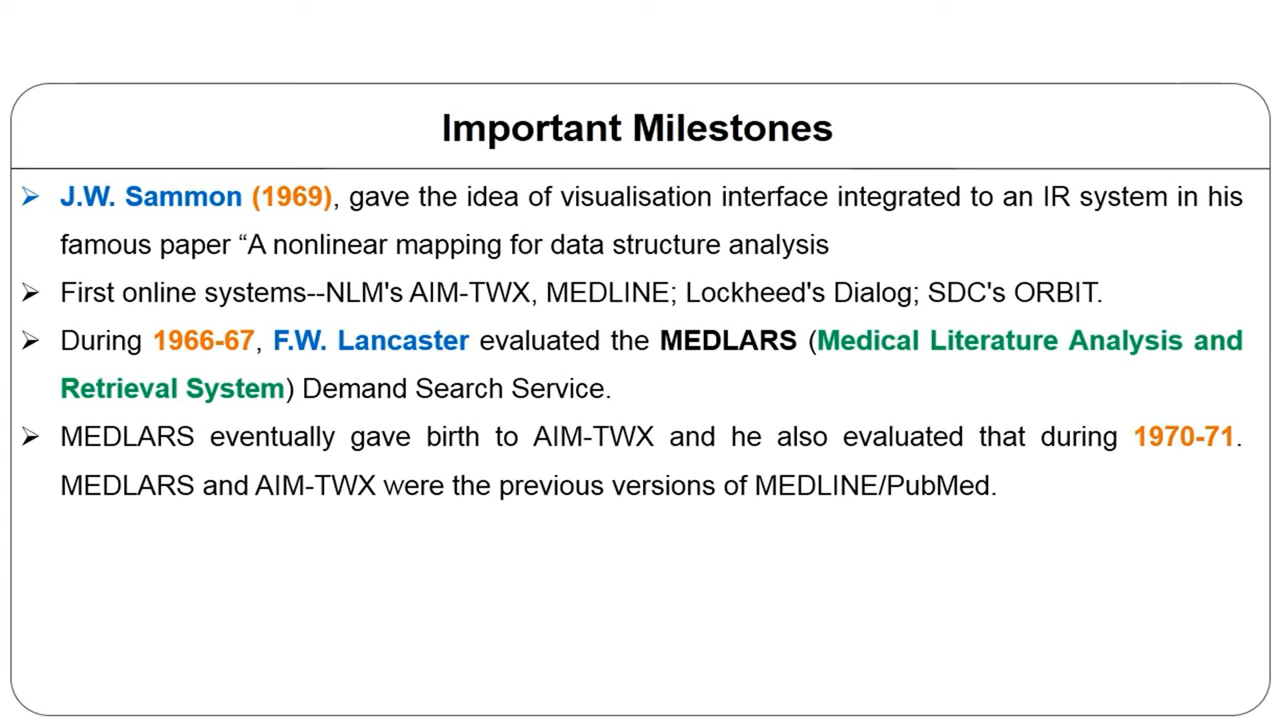 Important Milestones
➢ J.W. Sammon (1969), gave the idea of visualisation interface integrated to an IR system in his
famous paper “A nonlinear mapping for data structure analysis
➢ First online systems--NLM's AIM-TWX, MEDLINE; Lockheed's Dialog; SDC's ORBIT.
➢ During 1966-67, F.W. Lancaster evaluated the MEDLARS (Medical Literature Analysis and
Retrieval System) Demand Search Service.
➢ MEDLARS eventually gave birth to AIM-TWX and he also evaluated that during 1970-71.
MEDLARS and AIM-TWX were the previous versions of MEDLINE/PubMed.